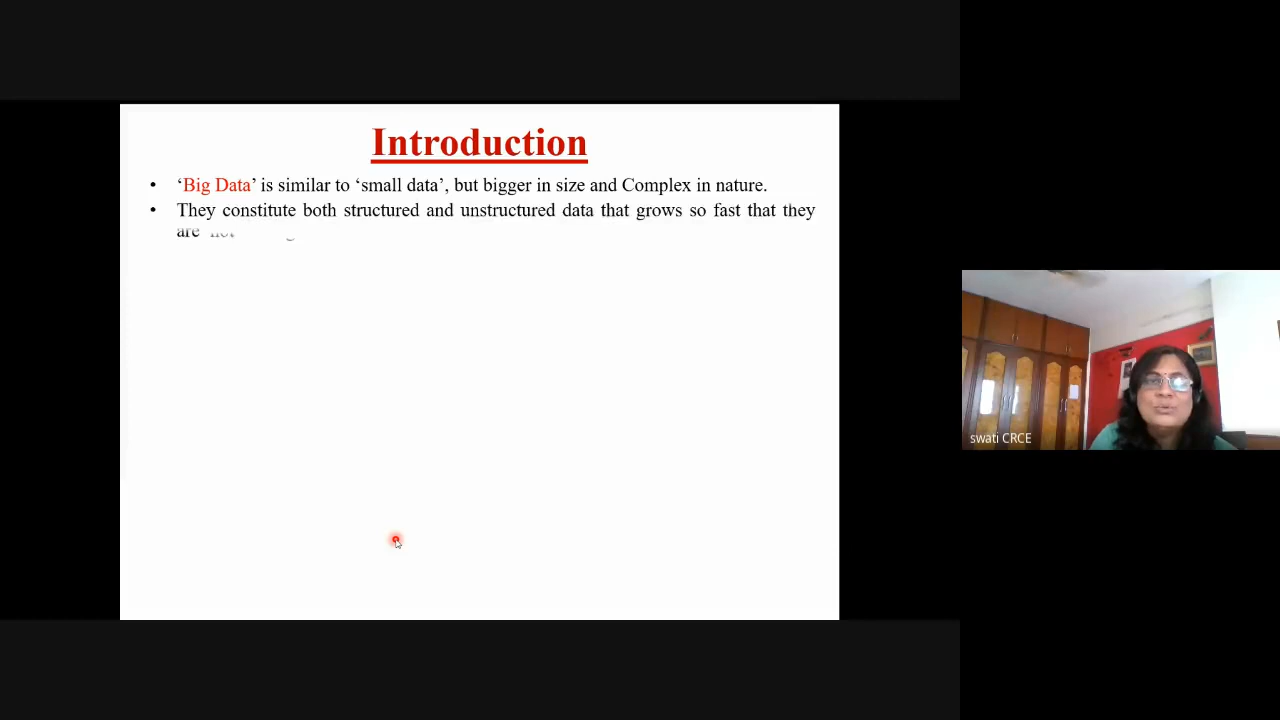 Introduction
• ‘Big Data’ is similar to ‘small data’, but bigger in size and Complex in nature.
• They constitute both structured and unstructured data that grows so fast that they
are
swati CRCE